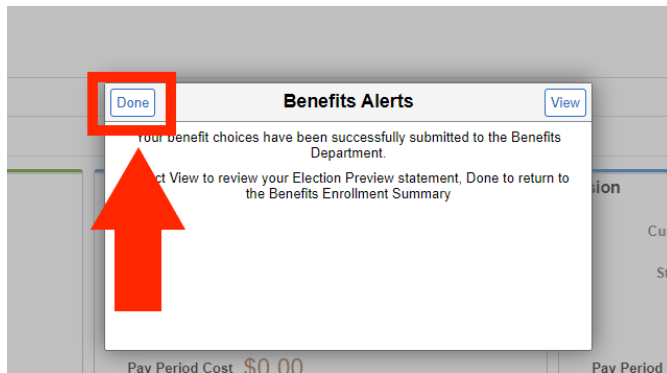 Done
Benefits Alerts
View
Your benefit choices have been successfully submitted to the Benefits
Department.
View to review your Election Preview statement, Done to return to
the Benefits Enrollment Summary
Pay Period Cost $0.00
Pay Period